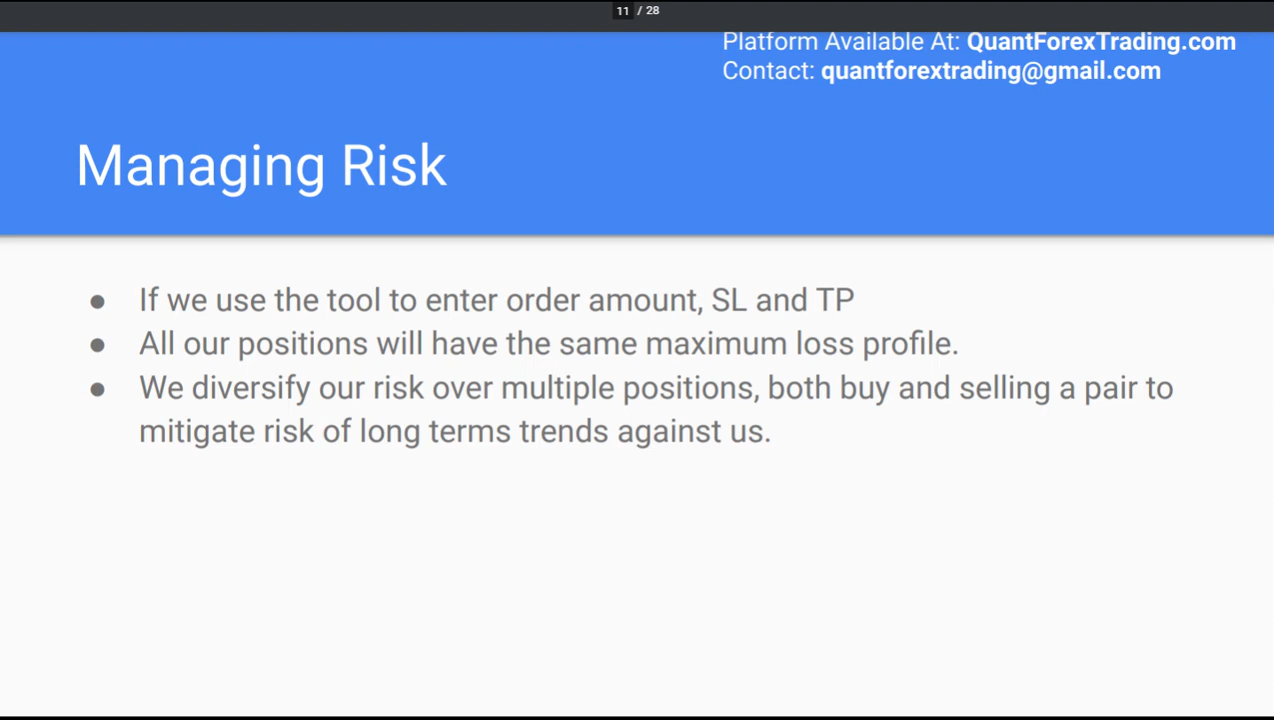 11 / 28
Platform Available At: QuantForexTrading.com
Contact: quantforextrading@gmail.com
Managing Risk
● If we use the tool to enter order amount, SL and TP
● All our positions will have the same maximum loss profile.
● We diversify our risk over multiple positions, both buy and selling a pair to
mitigate risk of long terms trends against us.